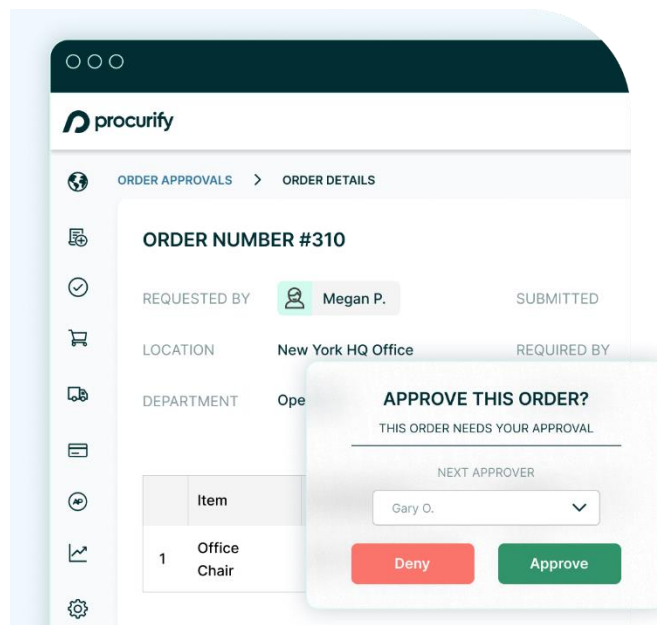 procurify
ORDER APPROVALS > ORDER DETAILS
ORDER NUMBER #310
REQUESTED BY Megan P. SUBMITTED
LOCATION New York HQ Office REQUIRED BY
DEPARTMENT Ope
APPROVE THIS ORDER?
THIS ORDER NEEDS YOUR APPROVAL
NEXT APPROVER
Gary O.
Deny Approve
Item
1 Office
Chair
AP